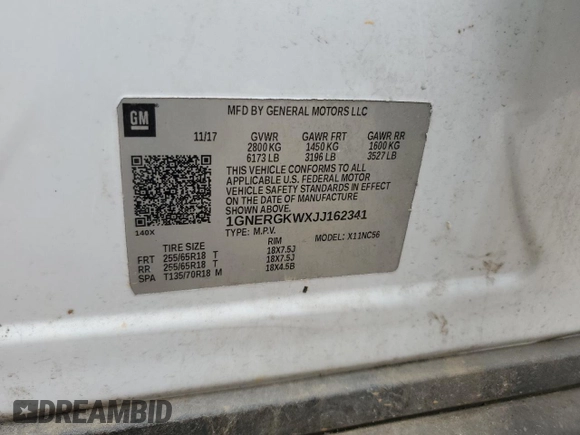 GM
MFD BY GENERAL MOTORS LLC
11/17 GVWR GAWR FRT GAWR RR
2800 KG 1450 KG 1600 KG
6173 LB 3196 LB 3527 LB
THIS VEHICLE CONFORMS TO ALL
APPLICABLE U.S. FEDERAL MOTOR
VEHICLE SAFETY STANDARDS IN EFFECT
ON THE DATE OF MANUFACTURE
SHOWN ABOVE.
1GNERGKWXJJ162341
140X
TYPE: M.P.V. MODEL: X11NC56
TIRE SIZE RIM
FRT 255/65R18 T 18X7.5J
RR 255/65R18 T 18X7.5J
SPA T135/70R18 M 18X4.5B
DREAMBID